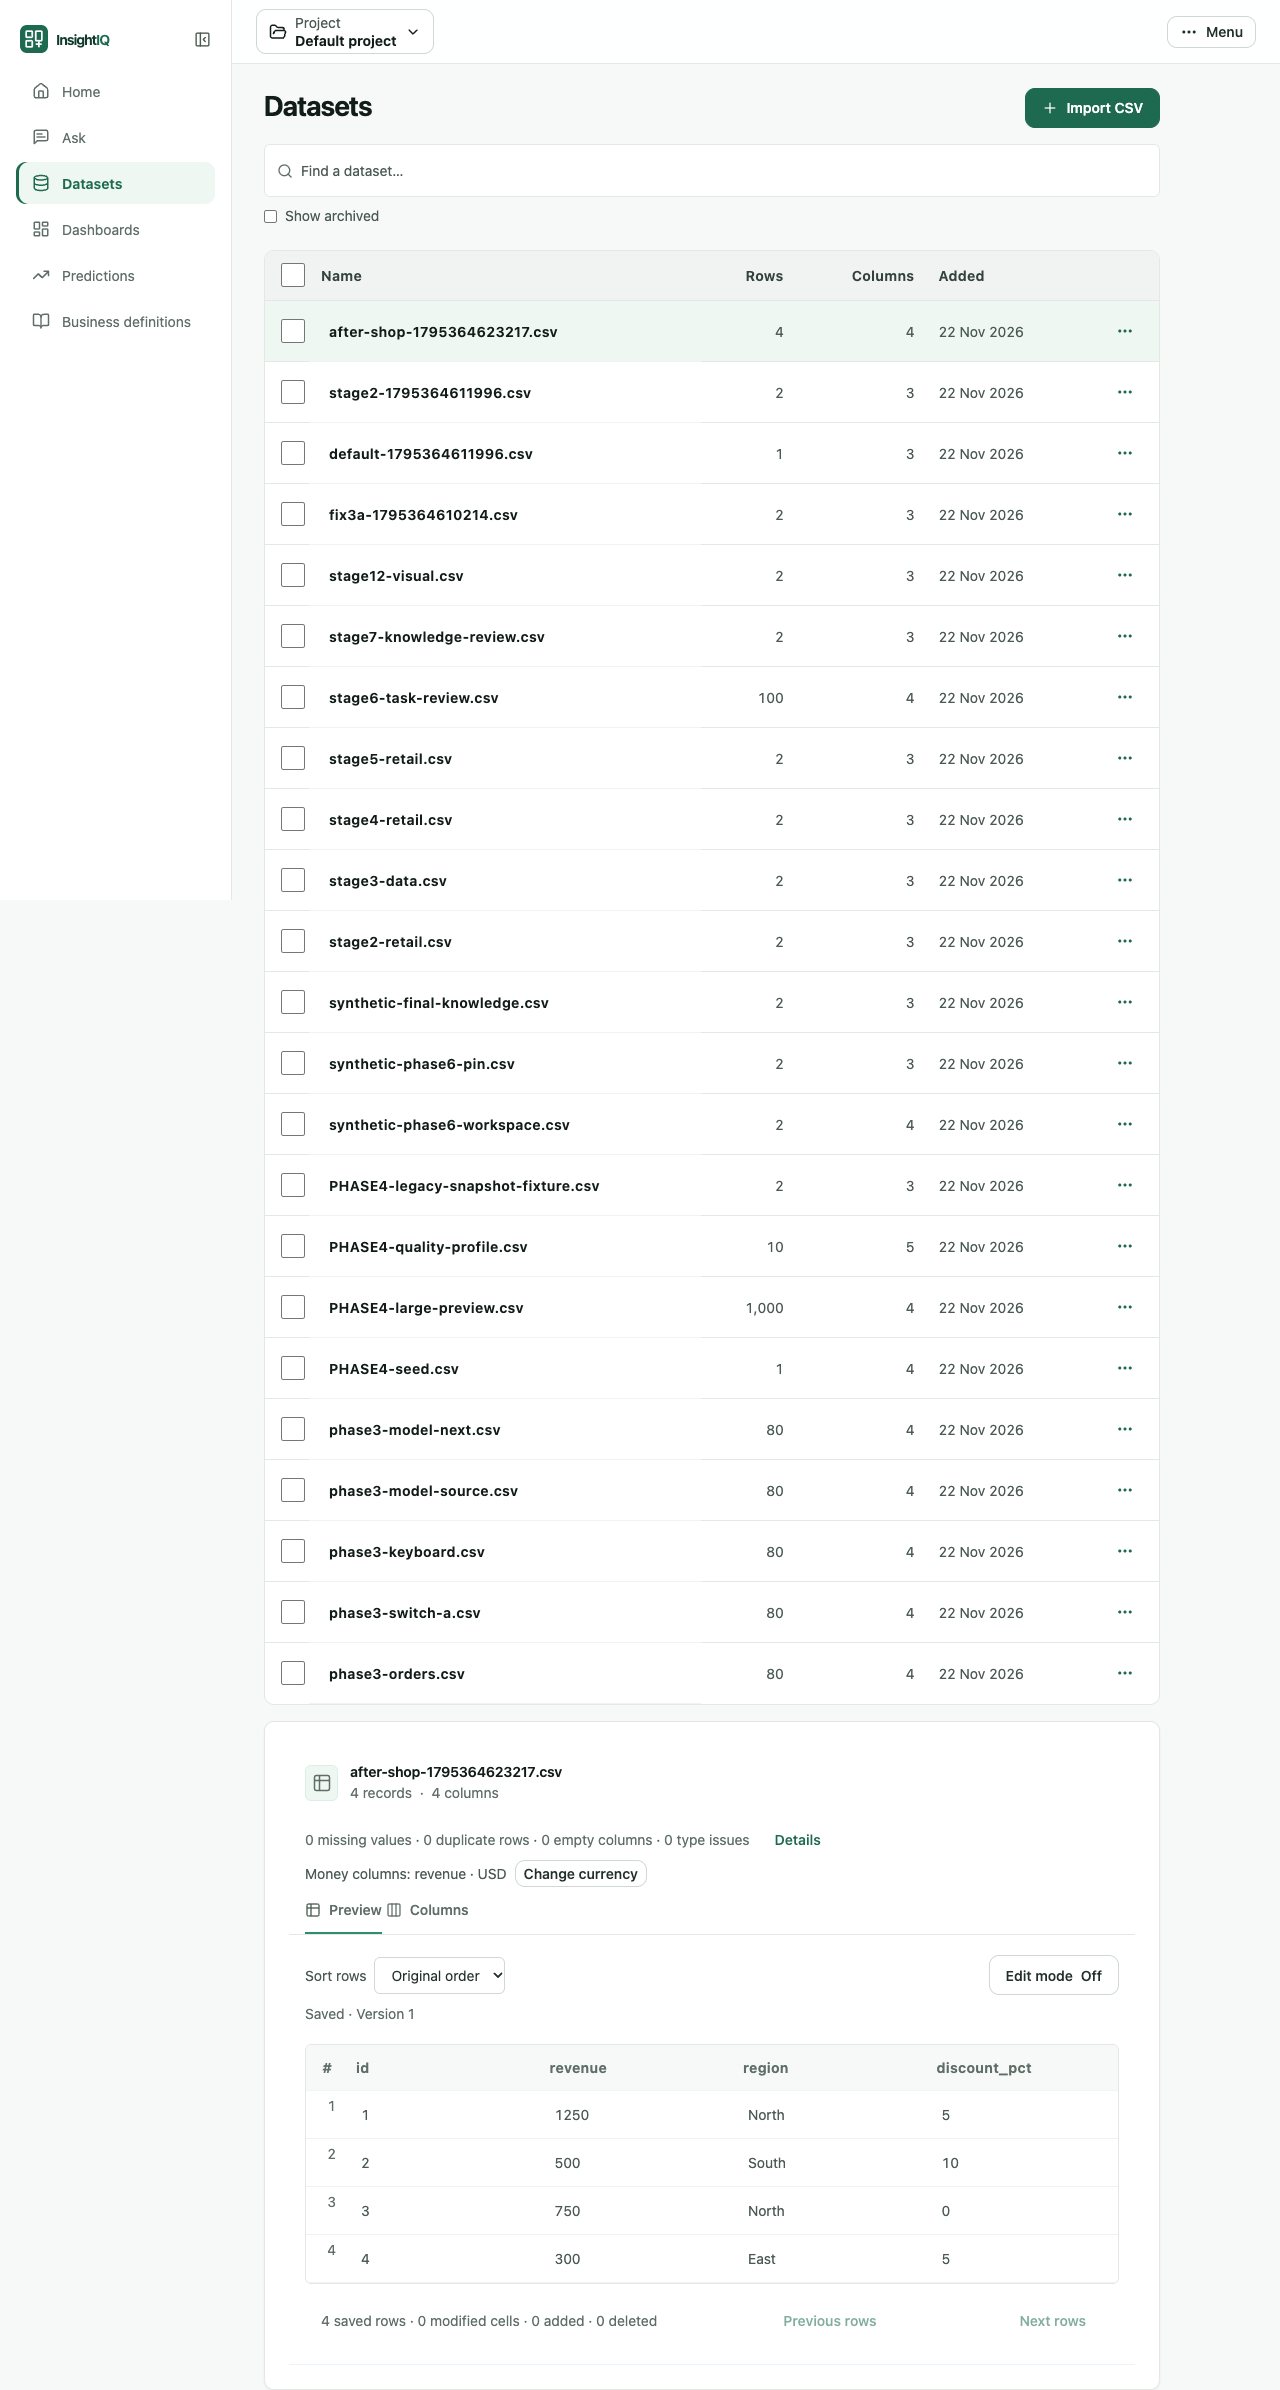 InsightIQ
Project
Default project
Menu
Home
Ask
Datasets
Dashboards
Predictions
Business definitions
Datasets
Import CSV
Find a dataset...
Show archived
Name Rows Columns Added
after-shop-1795364623217.csv 4 4 22 Nov 2026
stage2-1795364611996.csv 2 3 22 Nov 2026
default-1795364611996.csv 1 3 22 Nov 2026
fix3a-1795364610214.csv 2 3 22 Nov 2026
stage12-visual.csv 2 3 22 Nov 2026
stage7-knowledge-review.csv 2 3 22 Nov 2026
stage6-task-review.csv 100 4 22 Nov 2026
stage5-retail.csv 2 3 22 Nov 2026
stage4-retail.csv 2 3 22 Nov 2026
stage3-data.csv 2 3 22 Nov 2026
stage2-retail.csv 2 3 22 Nov 2026
synthetic-final-knowledge.csv 2 3 22 Nov 2026
synthetic-phase6-pin.csv 2 3 22 Nov 2026
synthetic-phase6-workspace.csv 2 4 22 Nov 2026
PHASE4-legacy-snapshot-fixture.csv 2 3 22 Nov 2026
PHASE4-quality-profile.csv 10 5 22 Nov 2026
PHASE4-large-preview.csv 1,000 4 22 Nov 2026
PHASE4-seed.csv 1 4 22 Nov 2026
phase3-model-next.csv 80 4 22 Nov 2026
phase3-model-source.csv 80 4 22 Nov 2026
phase3-keyboard.csv 80 4 22 Nov 2026
phase3-switch-a.csv 80 4 22 Nov 2026
phase3-orders.csv 80 4 22 Nov 2026
after-shop-1795364623217.csv
4 records · 4 columns
0 missing values · 0 duplicate rows · 0 empty columns · 0 type issues Details
Money columns: revenue · USD Change currency
Preview Columns
Sort rows Original order Edit mode Off
Saved · Version 1
# id revenue region discount_pct
1 1 1250 North 5
2 2 500 South 10
3 3 750 North 0
4 4 300 East 5
4 saved rows · 0 modified cells · 0 added · 0 deleted Previous rows Next rows